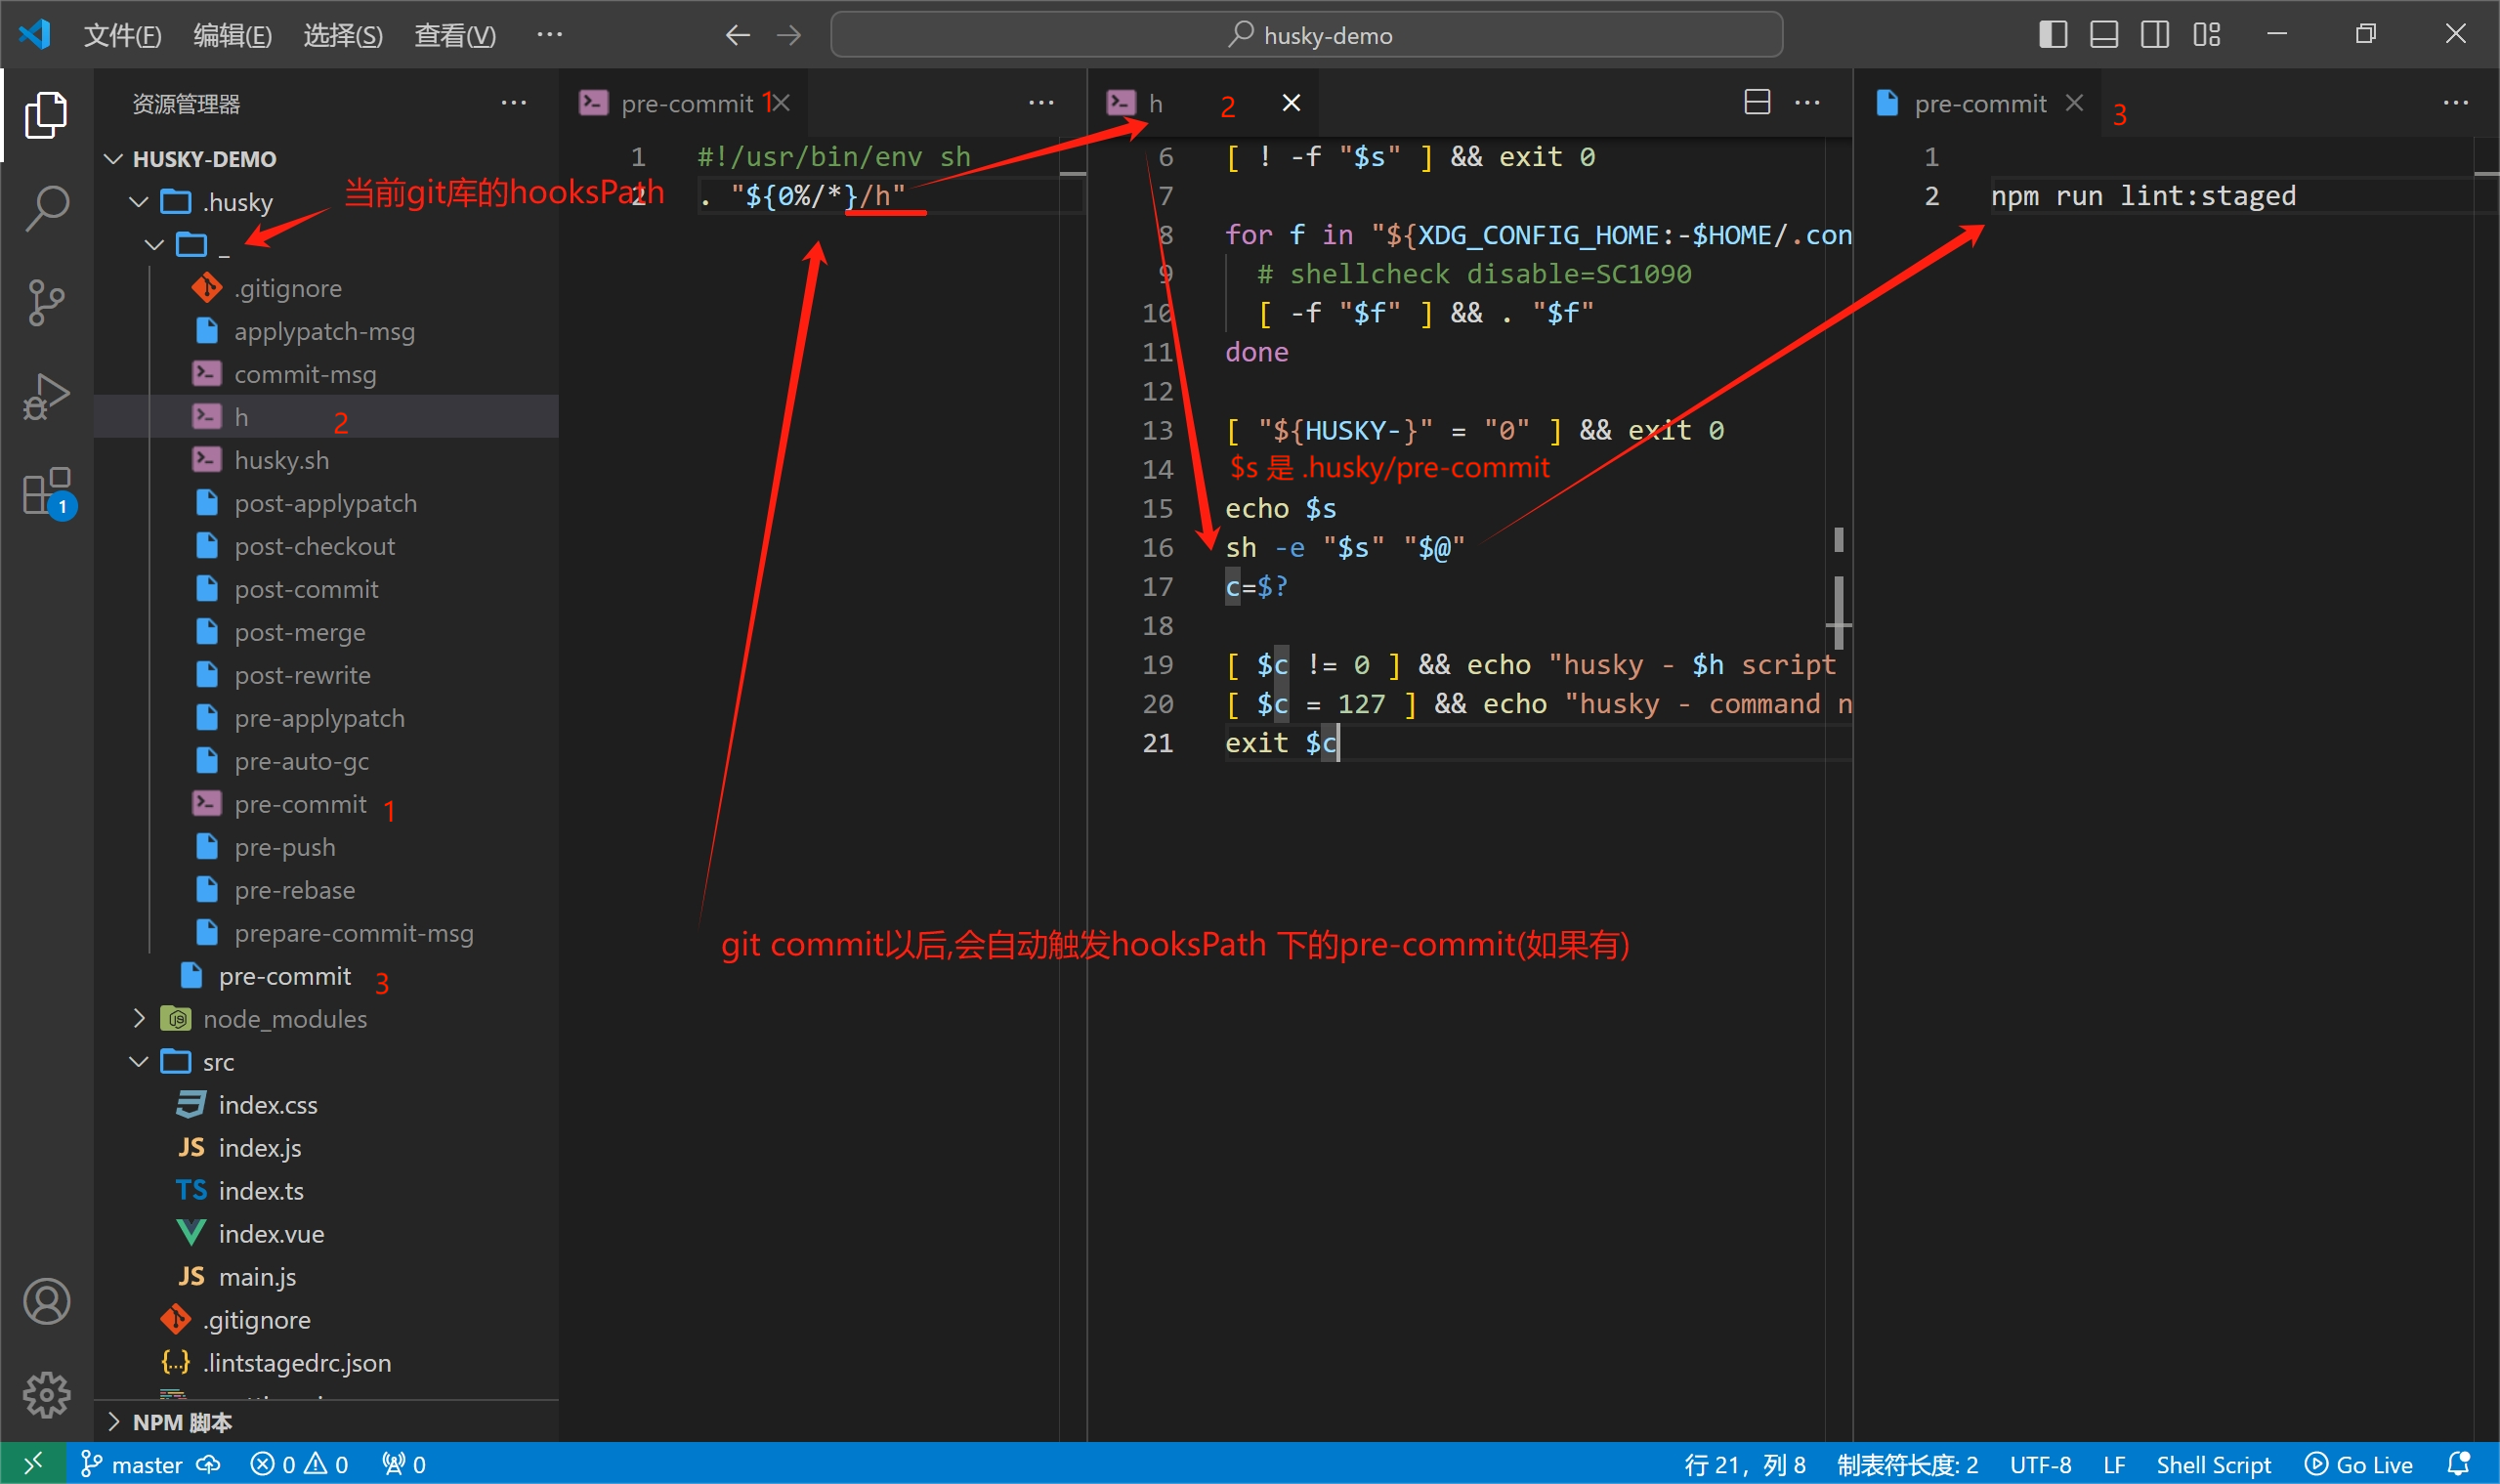 文件(F) 编辑(E) 选择(S) 查看(V) ··· husky-demo
资源管理器 ···
HUSKY-DEMO
.husky
当前git库的hooksPath
_
.gitignore
applypatch-msg
commit-msg
h 2
husky.sh
post-applypatch
post-checkout
post-commit
post-merge
post-rewrite
pre-applypatch
pre-auto-gc
pre-commit 1
pre-push
pre-rebase
prepare-commit-msg
pre-commit 3
node_modules
src
index.css
JS index.js
TS index.ts
index.vue
JS main.js
.gitignore
{...} .lintstagedrc.json
NPM 脚本
1
pre-commit 1
1 #!/usr/bin/env sh
2 . "${0%/*}/h"
git commit以后,会自动触发hooksPath 下的pre-commit(如果有)
h 2
6 [ ! -f "$s" ] && exit 0
7
8 for f in "${XDG_CONFIG_HOME:-$HOME/.con
9 # shellcheck disable=SC1090
10 [ -f "$f" ] && . "$f"
11 done
12
13 [ "${HUSKY-}" = "0" ] && exit 0
14 $s 是 .husky/pre-commit
15 echo $s
16 sh -e "$s" "$@"
17 c=$?
18
19 [ $c != 0 ] && echo "husky - $h script
20 [ $c = 127 ] && echo "husky - command n
21 exit $c
pre-commit 3
1
2 npm run lint:staged
master 0 0 0 行 21, 列 8 制表符长度: 2 UTF-8 LF Shell Script Go Live